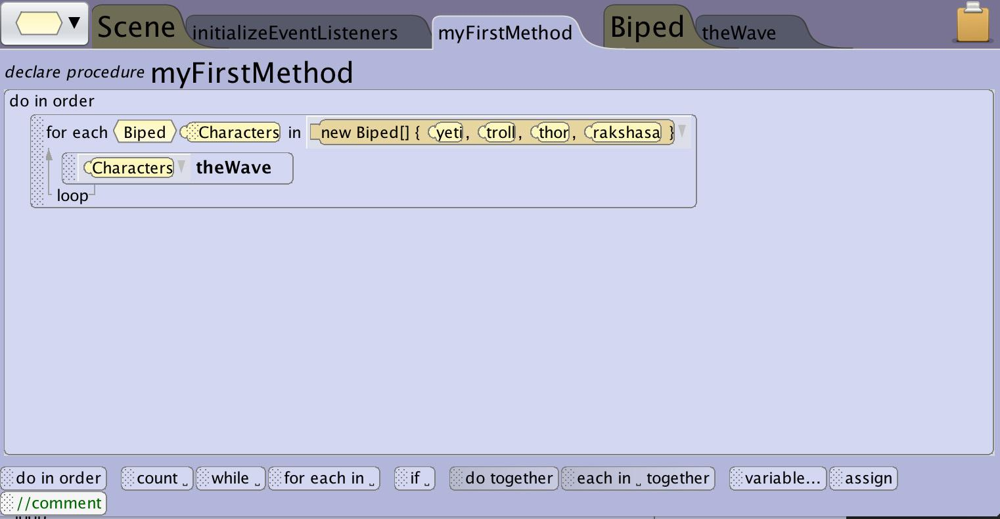 Scene initializeEventListeners myFirstMethod Biped theWave
declare procedure myFirstMethod
do in order
for each Biped Characters in new Biped[] { yeti, troll, thor, rakshasa }
Characters theWave
loop
do in order count ␣ while ␣ for each in ␣ if ␣ do together each in ␣ together variable... assign
//comment
loop